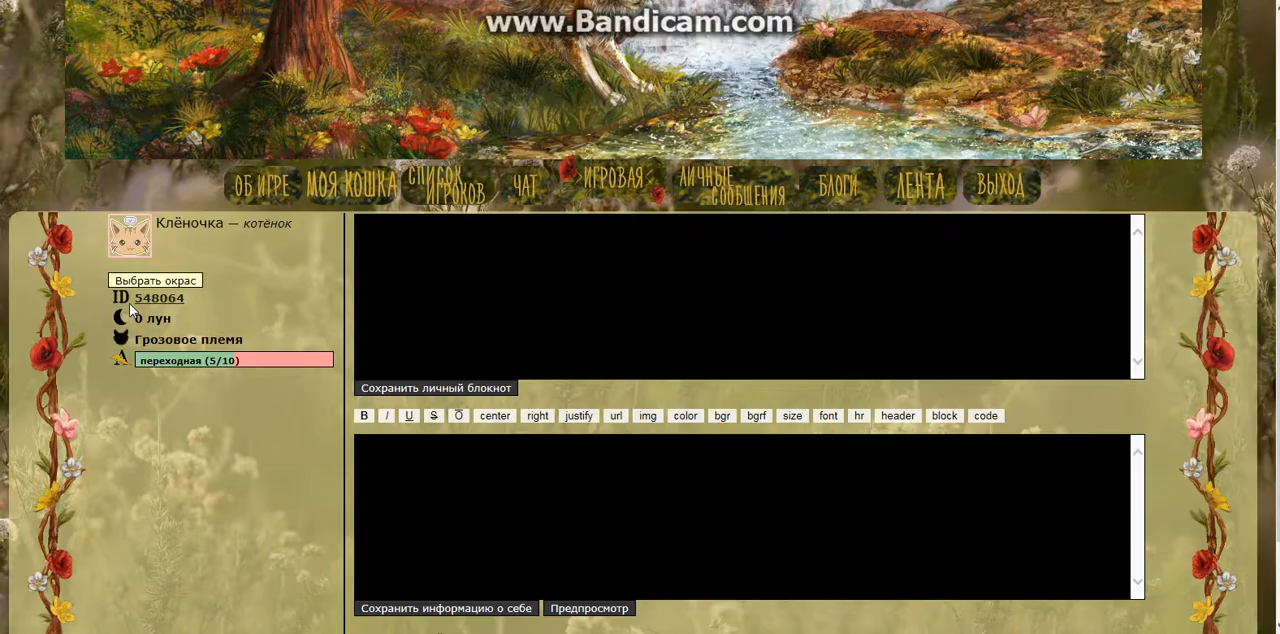 www.Bandicam.com
ОБ ИГРЕ МОЯ КОШКА СПИСОК ИГРОКОВ ЧАТ ИГРОВАЯ ЛИЧНЫЕ СООБЩЕНИЯ БЛОГИ ЛЕНТА ВЫХОД
Клёночка — котёнок
Выбрать окрас
ID 548064
0 лун
Грозовое племя
переходная (5/10)
Сохранить личный блокнот
B I U S O center right justify url img color bgr bgrf size font hr header block code
Сохранить информацию о себе Предпросмотр